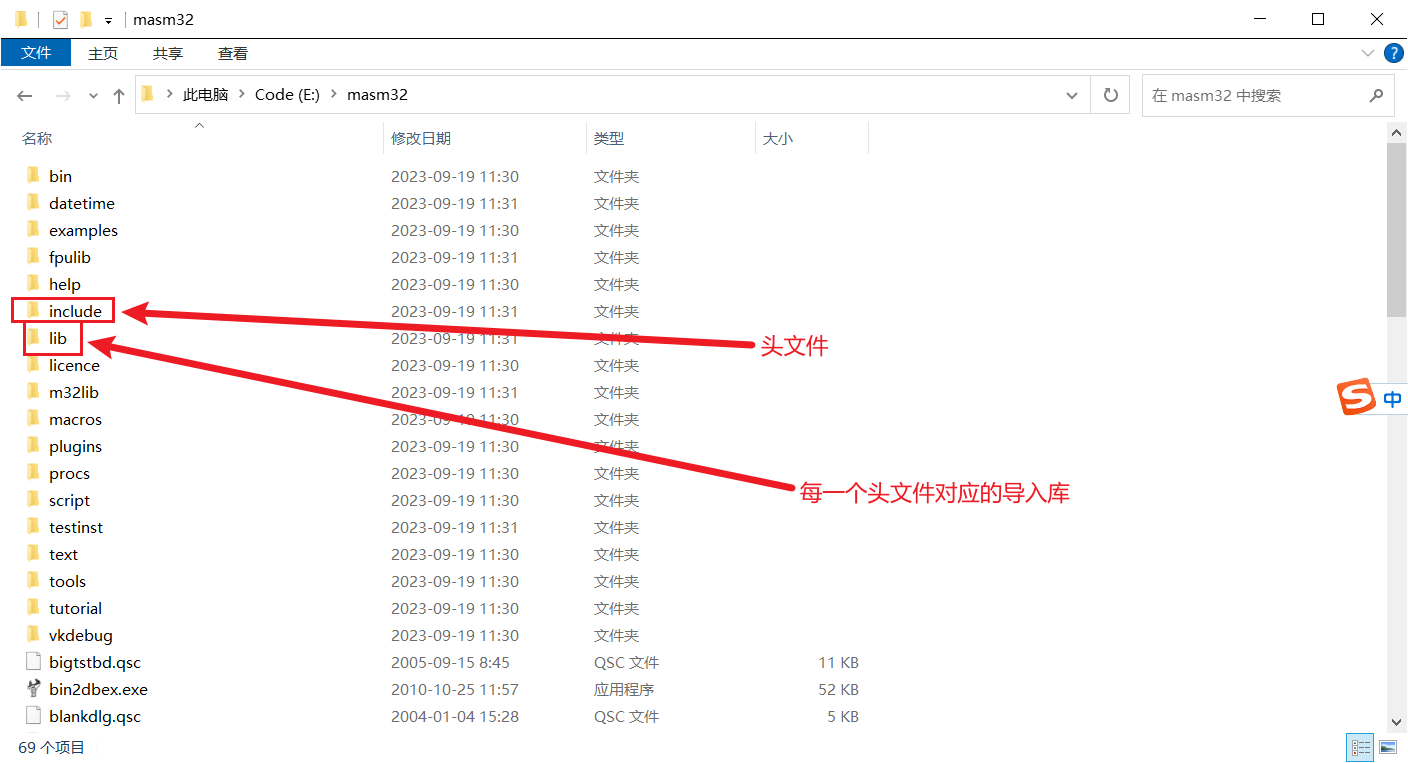 masm32
文件 主页 共享 查看
此电脑 Code (E:) masm32 在 masm32 中搜索
名称 修改日期 类型 大小
bin 2023-09-19 11:30 文件夹
datetime 2023-09-19 11:31 文件夹
examples 2023-09-19 11:30 文件夹
fpulib 2023-09-19 11:31 文件夹
help 2023-09-19 11:30 文件夹
include 2023-09-19 11:31 文件夹
lib 2023-09-19 11:31 文件夹
头文件
licence 2023-09-19 11:30 文件夹
m32lib 2023-09-19 11:31 文件夹
中
macros 2023-09-19 11:30 文件夹
plugins 2023-09-19 11:30 文件夹
procs 2023-09-19 11:30 文件夹
每一个头文件对应的导入库
script 2023-09-19 11:30 文件夹
testinst 2023-09-19 11:31 文件夹
text 2023-09-19 11:30 文件夹
tools 2023-09-19 11:30 文件夹
tutorial 2023-09-19 11:30 文件夹
vkdebug 2023-09-19 11:30 文件夹
bigtstbd.qsc 2005-09-15 8:45 QSC 文件 11 KB
bin2dbex.exe 2010-10-25 11:57 应用程序 52 KB
blankdlg.qsc 2004-01-04 15:28 QSC 文件 5 KB
69 个项目